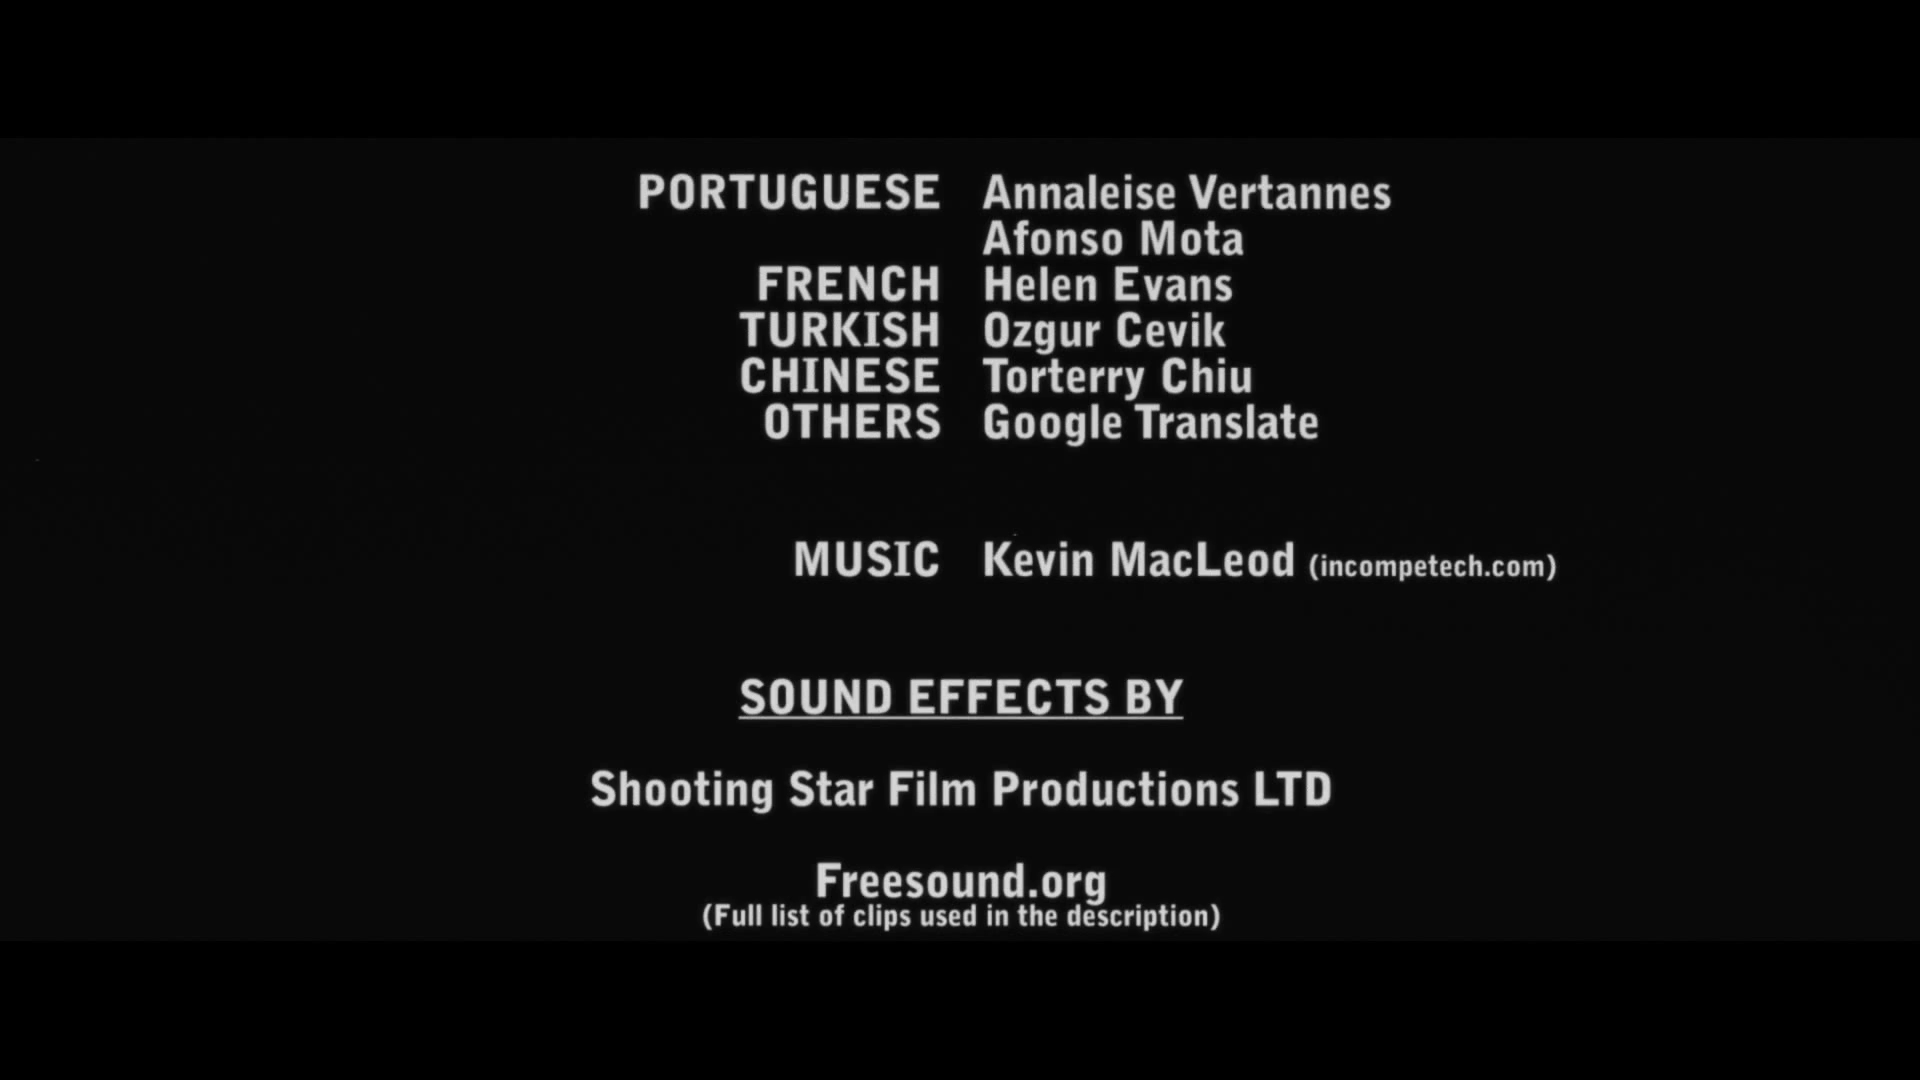 PORTUGUESE Annaleise Vertannes
Afonso Mota
FRENCH Helen Evans
TURKISH Ozgur Cevik
CHINESE Torterry Chiu
OTHERS Google Translate
MUSIC Kevin MacLeod (incompetech.com)
SOUND EFFECTS BY
Shooting Star Film Productions LTD
Freesound.org
(Full list of clips used in the description)